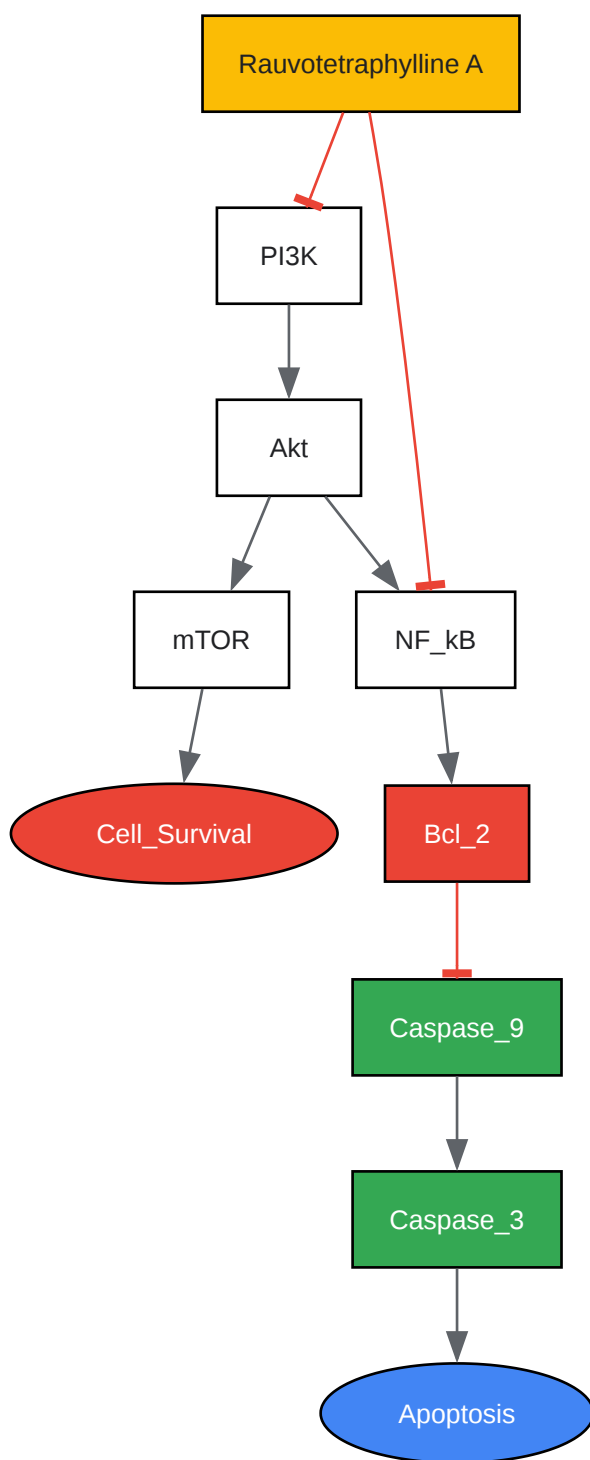 Rauvotetraphylline A
PI3K
Akt
mTOR
NF_kB
Cell_Survival
Bcl_2
Caspase_9
Caspase_3
Apoptosis